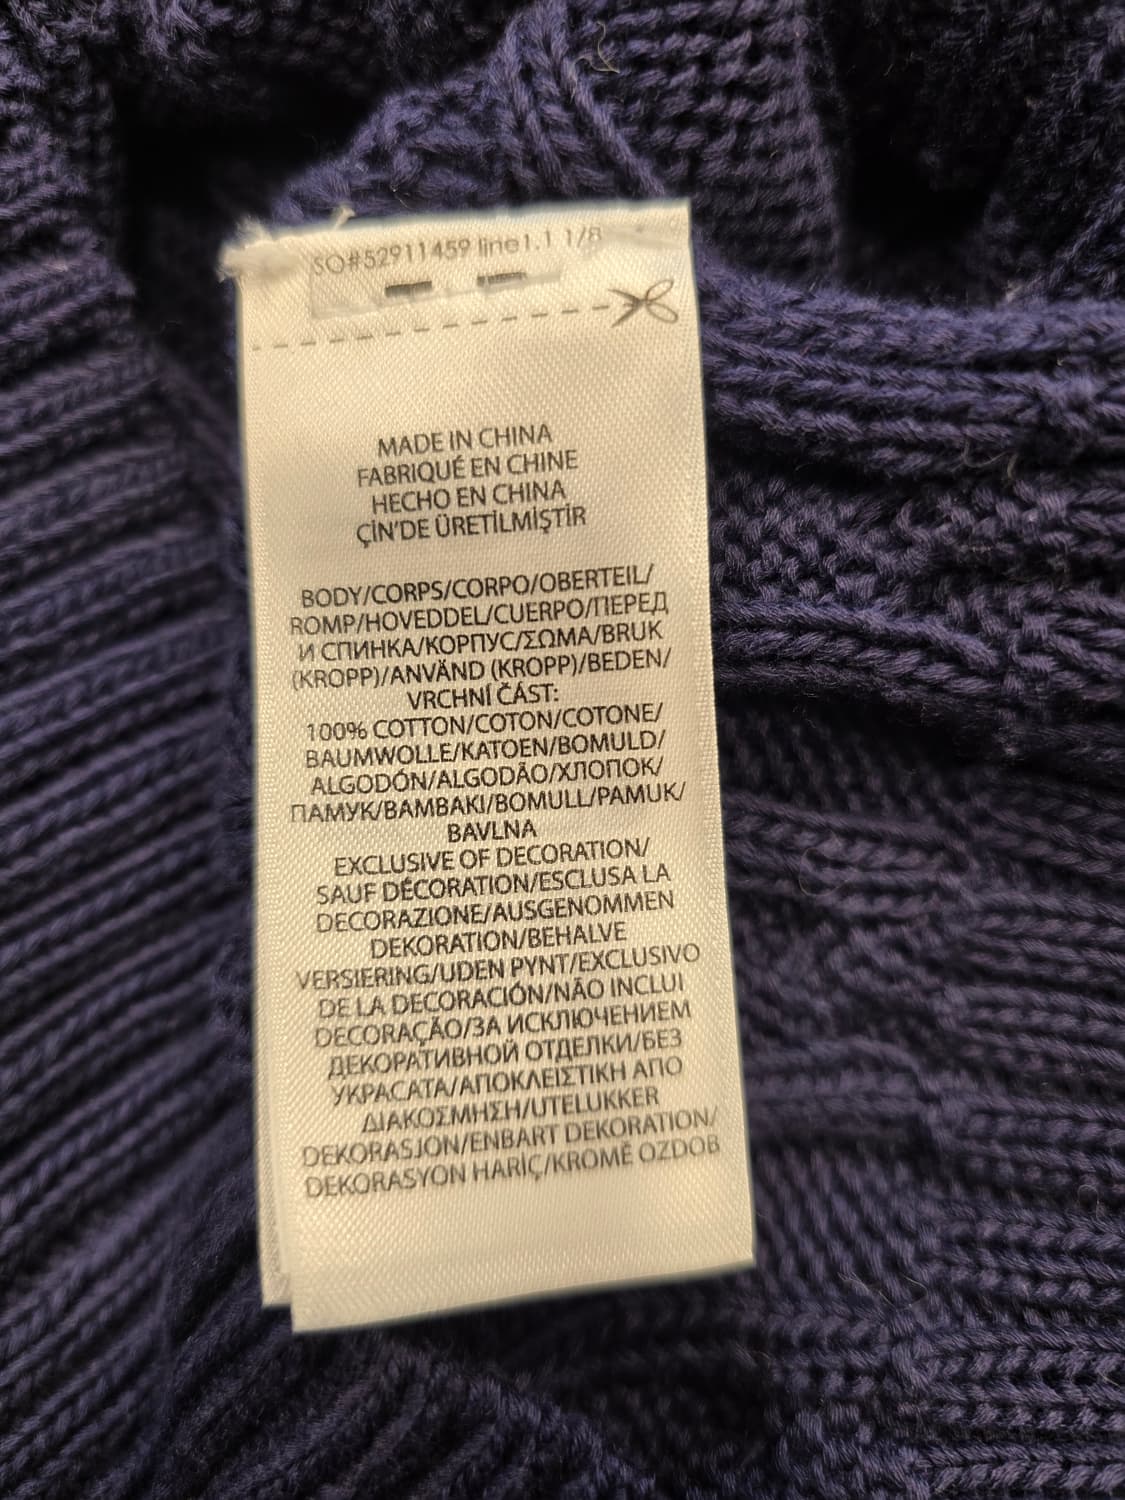 SO#52911459 line1.1 1/8
MADE IN CHINA
FABRIQUÉ EN CHINE
HECHO EN CHINA
ÇİN'DE ÜRETİLMİŞTİR
BODY/CORPS/CORPO/OBERTEIL/
ROMP/HOVEDDEL/CUERPO/ПЕРЕД
И СПИНКА/КОРПУС/ΣΩΜΑ/BRUK
(KROPP)/ANVÄND (KROPP)/BEDEN/
VRCHNÍ ČÁST:
100% COTTON/COTON/COTONE/
BAUMWOLLE/KATOEN/BOMULD/
ALGODÓN/ALGODÃO/ХЛОПОК/
ПАМУК/ΒΑΜΒΑΚΙ/BOMULL/PAMUK/
BAVLNA
EXCLUSIVE OF DECORATION/
SAUF DÉCORATION/ESCLUSA LA
DECORAZIONE/AUSGENOMMEN
DEKORATION/BEHALVE
VERSIERING/UDEN PYNT/EXCLUSIVO
DE LA DECORACIÓN/NÃO INCLUI
DECORAÇÃO/ЗА ИСКЛЮЧЕНИЕМ
ДЕКОРАТИВНОЙ ОТДЕЛКИ/БЕЗ
УКРАСАТА/ΑΠΟΚΛΕΙΣΤΙΚΗ ΑΠΟ
ΔΙΑΚΟΣΜΗΣΗ/UTELUKKER
DEKORASJON/ENBART DEKORATION/
DEKORASYON HARİÇ/KROMĚ OZDOB